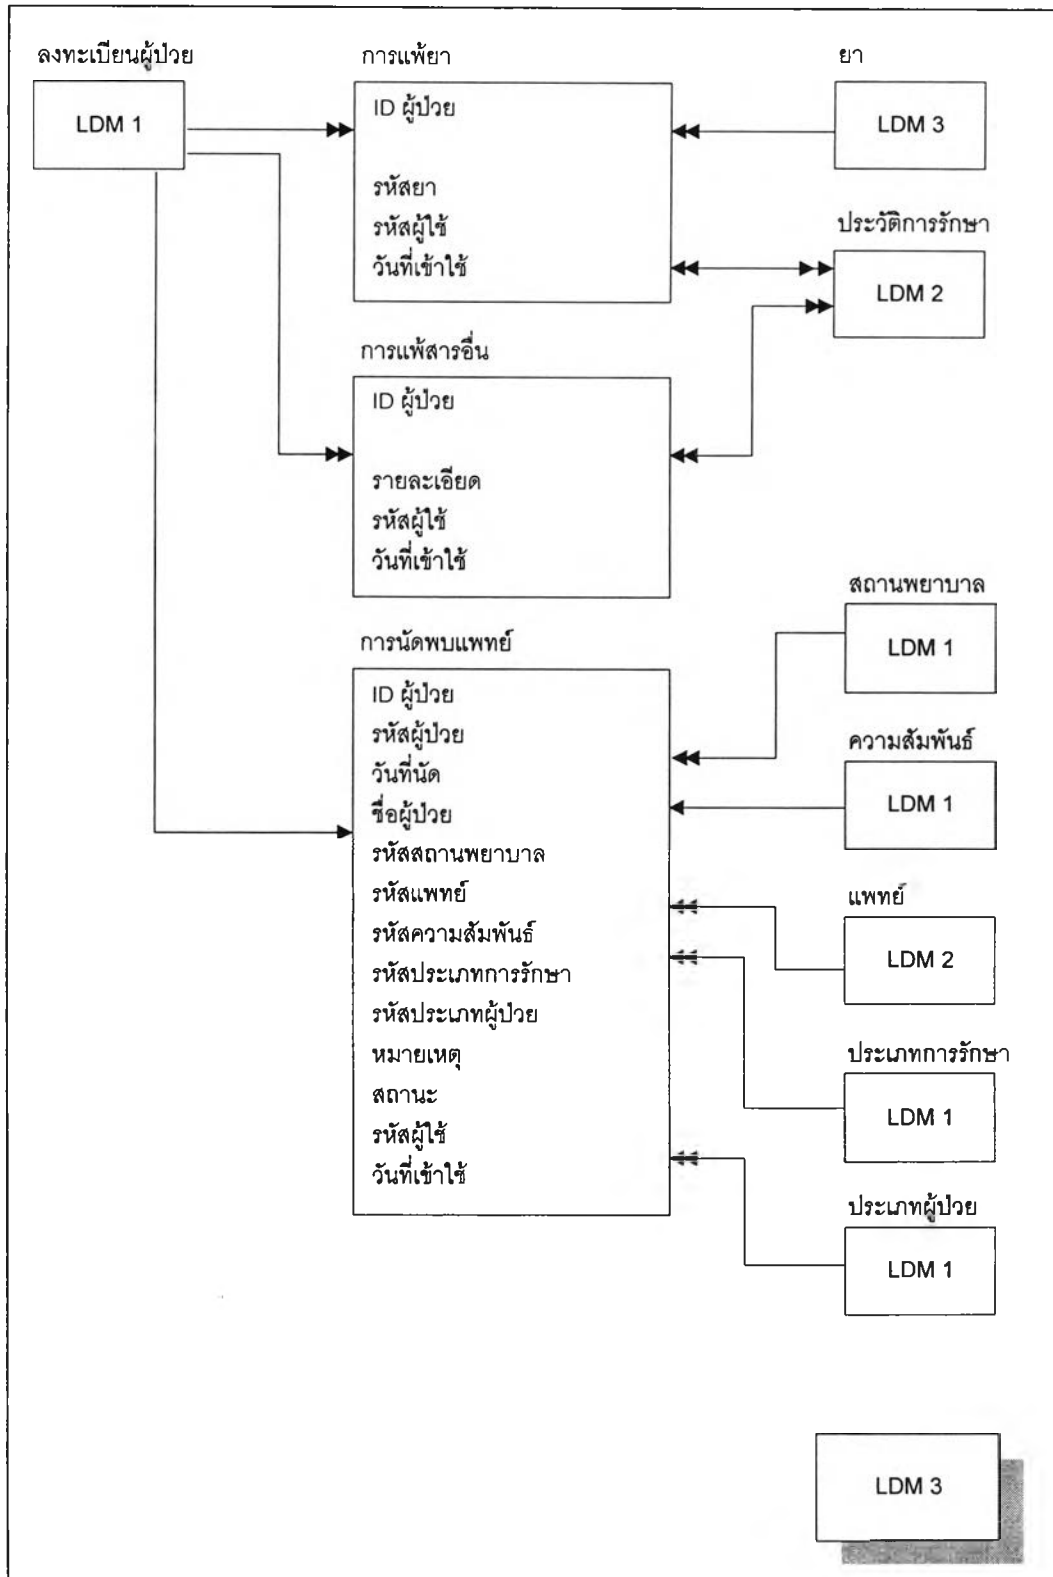 ลงทะเบียนผู้ป่วย
LDM 1
การแพ้ยา
ID ผู้ป่วย
รหัสยา
รหัสผู้ใช้
วันที่เข้าใช้
ยา
LDM 3
ประวัติการรักษา
LDM 2
การแพ้สารอื่น
ID ผู้ป่วย
รายละเอียด
รหัสผู้ใช้
วันที่เข้าใช้
การนัดพบแพทย์
ID ผู้ป่วย
รหัสผู้ป่วย
วันที่นัด
ชื่อผู้ป่วย
รหัสสถานพยาบาล
รหัสแพทย์
รหัสความสัมพันธ์
รหัสประเภทการรักษา
รหัสประเภทผู้ป่วย
หมายเหตุ
สถานะ
รหัสผู้ใช้
วันที่เข้าใช้
สถานพยาบาล
LDM 1
ความสัมพันธ์
LDM 1
แพทย์
LDM 2
ประเภทการรักษา
LDM 1
ประเภทผู้ป่วย
LDM 1
LDM 3